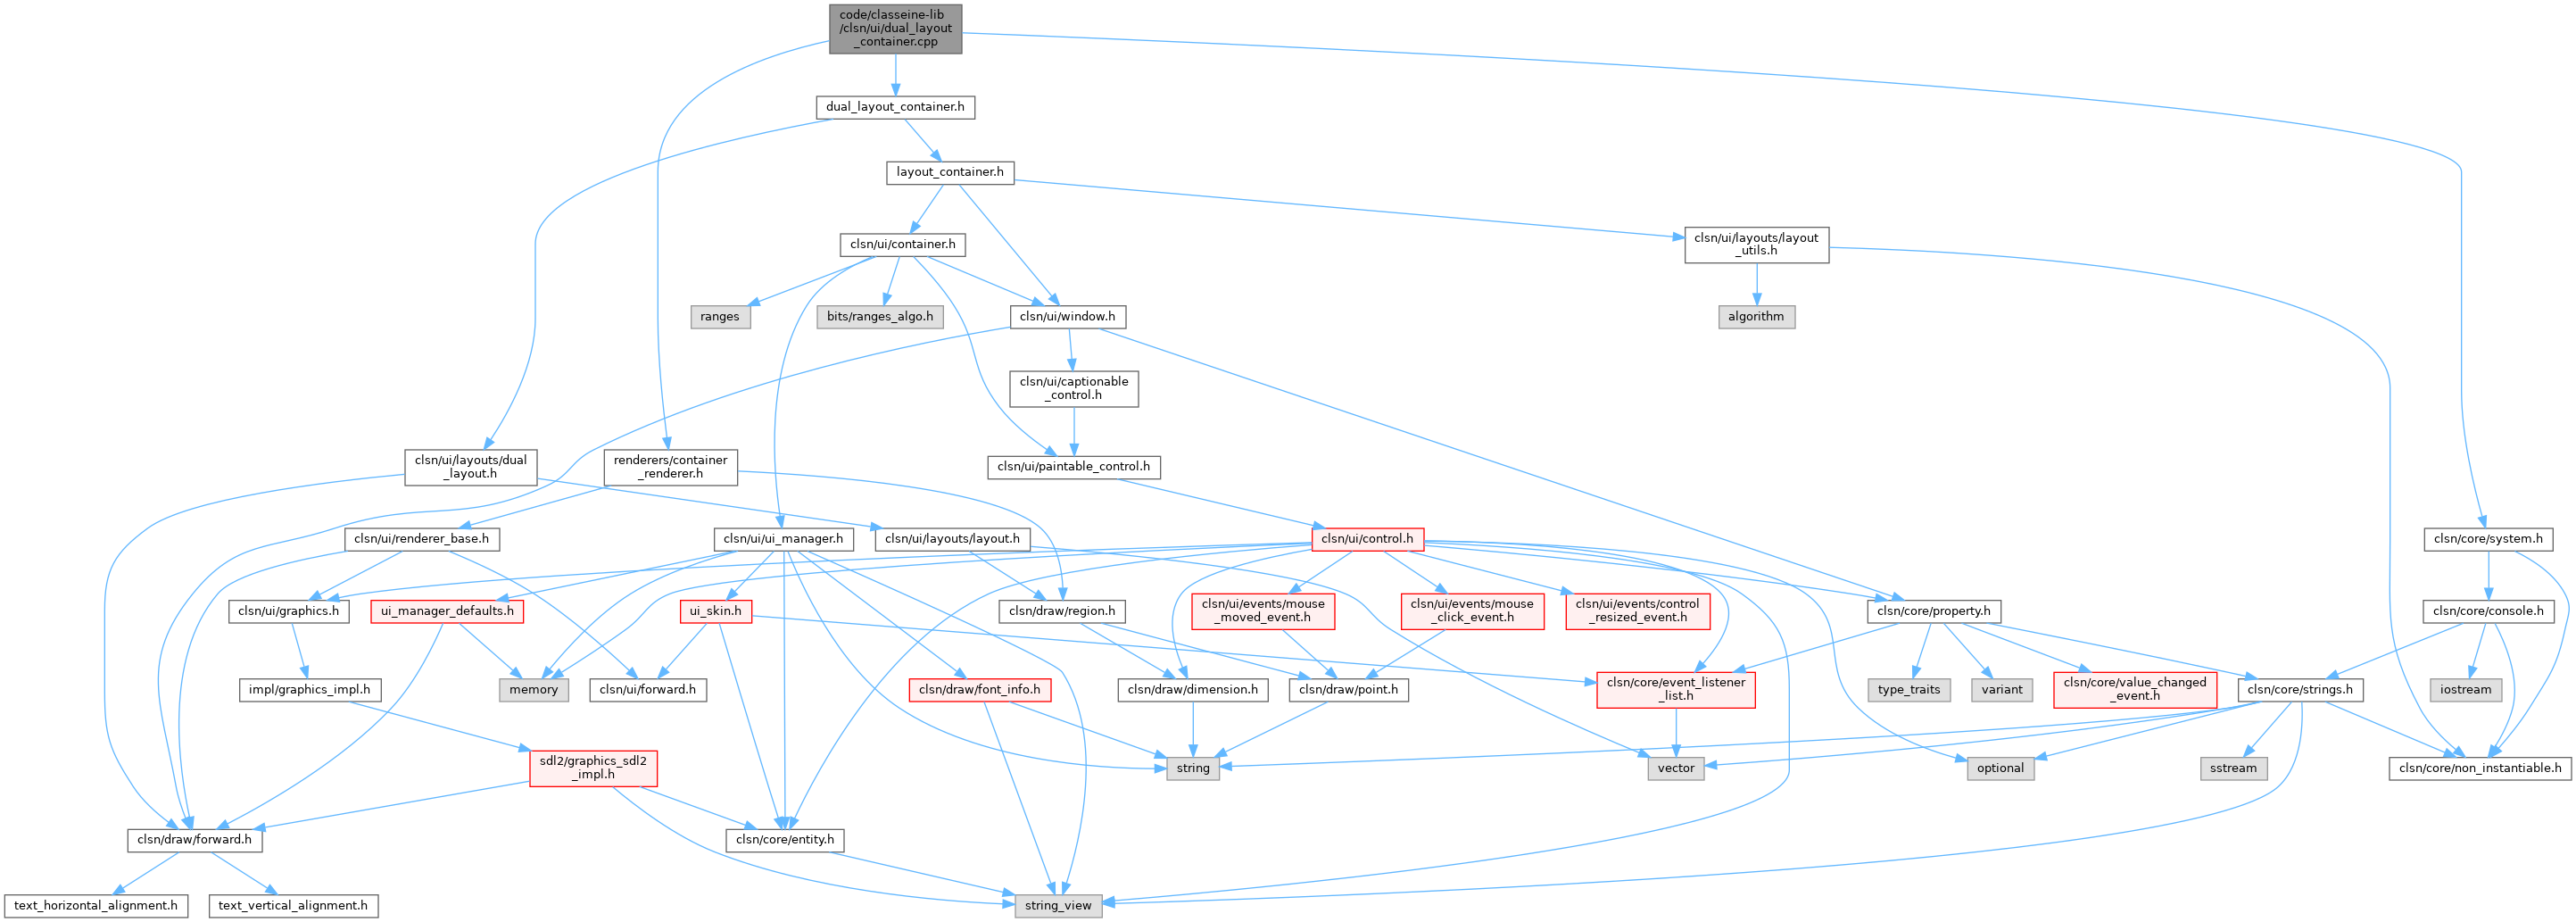 code/classeine-lib
/clsn/ui/dual_layout
_container.cpp
dual_layout_container.h
layout_container.h
clsn/ui/container.h
clsn/ui/layouts/layout
_utils.h
ranges
bits/ranges_algo.h
clsn/ui/window.h
algorithm
clsn/ui/captionable
_control.h
clsn/ui/layouts/dual
_layout.h
renderers/container
_renderer.h
clsn/ui/paintable_control.h
clsn/ui/renderer_base.h
clsn/ui/ui_manager.h
clsn/ui/layouts/layout.h
clsn/ui/control.h
clsn/core/system.h
clsn/ui/graphics.h
ui_manager_defaults.h
ui_skin.h
clsn/draw/region.h
clsn/ui/events/mouse
_moved_event.h
clsn/ui/events/mouse
_click_event.h
clsn/ui/events/control
_resized_event.h
clsn/core/property.h
clsn/core/console.h
impl/graphics_impl.h
memory
clsn/ui/forward.h
clsn/draw/font_info.h
clsn/draw/dimension.h
clsn/draw/point.h
clsn/core/event_listener
_list.h
type_traits
variant
clsn/core/value_changed
_event.h
clsn/core/strings.h
iostream
sdl2/graphics_sdl2
_impl.h
string
vector
optional
sstream
clsn/core/non_instantiable.h
clsn/draw/forward.h
clsn/core/entity.h
text_horizontal_alignment.h
text_vertical_alignment.h
string_view